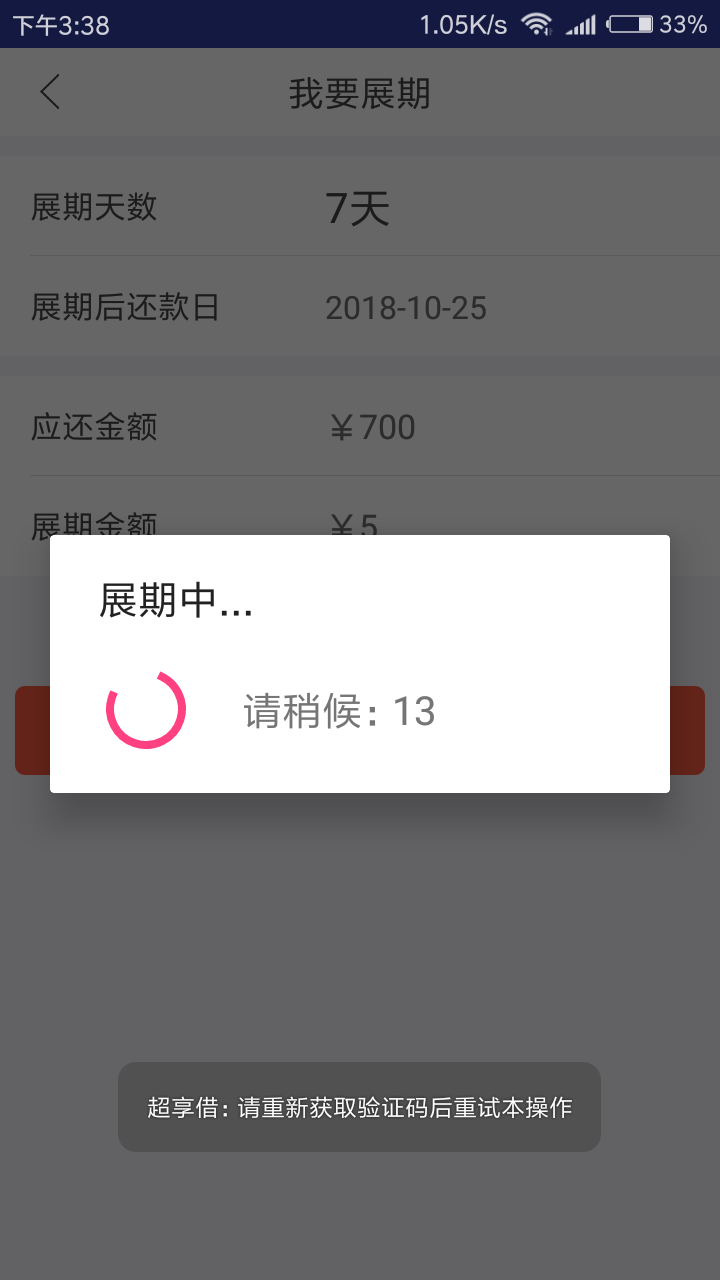 下午3:38 1.05K/s 33%
我要展期
展期天数 7天
展期后还款日 2018-10-25
应还金额 ￥700
展期金额 ￥5
展期中...
请稍候: 13
超享借: 请重新获取验证码后重试本操作